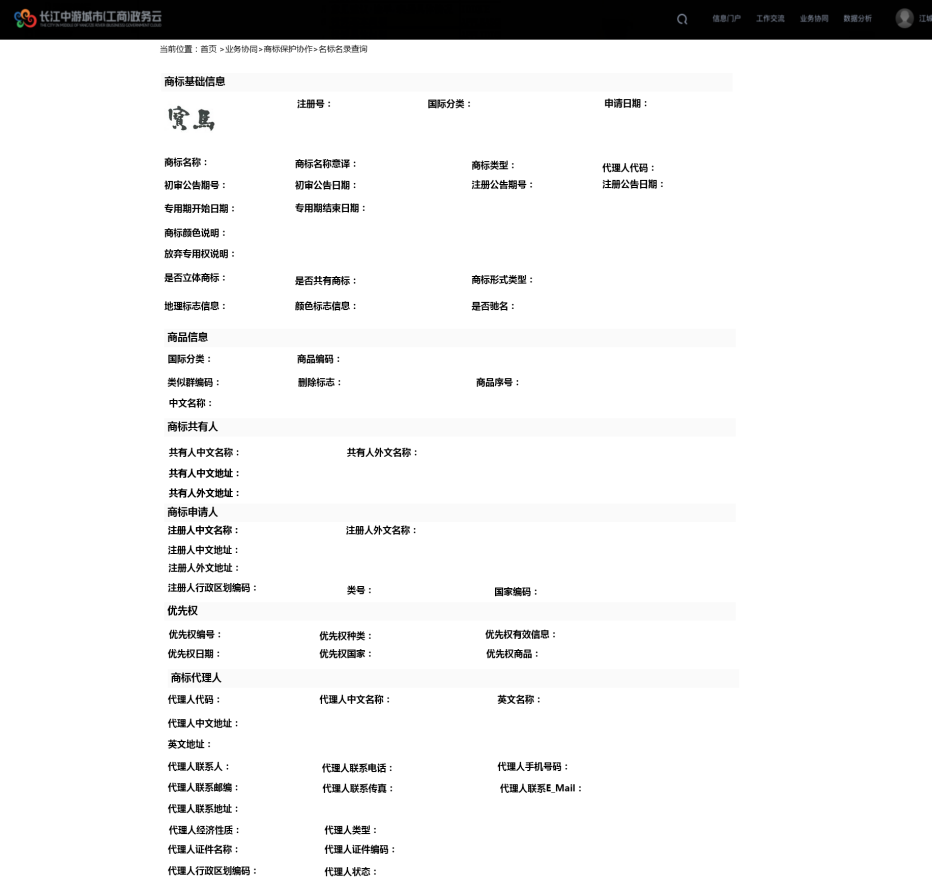 长江中游城市(工商)政务云
信息门户 工作交流 业务协同 数据分析 江城
当前位置：首页 >业务协同>商标保护协作>名标名录查询
商标基础信息
寳馬
注册号： 国际分类： 申请日期：
商标名称： 商标名称意译： 商标类型： 代理人代码：
初审公告期号： 初审公告日期： 注册公告期号： 注册公告日期：
专用期开始日期： 专用期结束日期：
商标颜色说明：
放弃专用权说明：
是否立体商标： 是否共有商标： 商标形式类型：
地理标志信息： 颜色标志信息： 是否驰名：
商品信息
国际分类： 商品编码：
类似群编码： 删除标志： 商品序号：
中文名称：
商标共有人
共有人中文名称： 共有人外文名称：
共有人中文地址：
共有人外文地址：
商标申请人
注册人中文名称： 注册人外文名称：
注册人中文地址：
注册人外文地址：
注册人行政区划编码： 类号： 国家编码：
优先权
优先权编号： 优先权种类： 优先权有效信息：
优先权日期： 优先权国家： 优先权商品：
商标代理人
代理人代码： 代理人中文名称： 英文名称：
代理人中文地址：
英文地址：
代理人联系人： 代理人联系电话： 代理人手机号码：
代理人联系邮编： 代理人联系传真： 代理人联系E_Mail：
代理人联系地址：
代理人经济性质： 代理人类型：
代理人证件名称： 代理人证件编码：
代理人行政区划编码： 代理人状态：